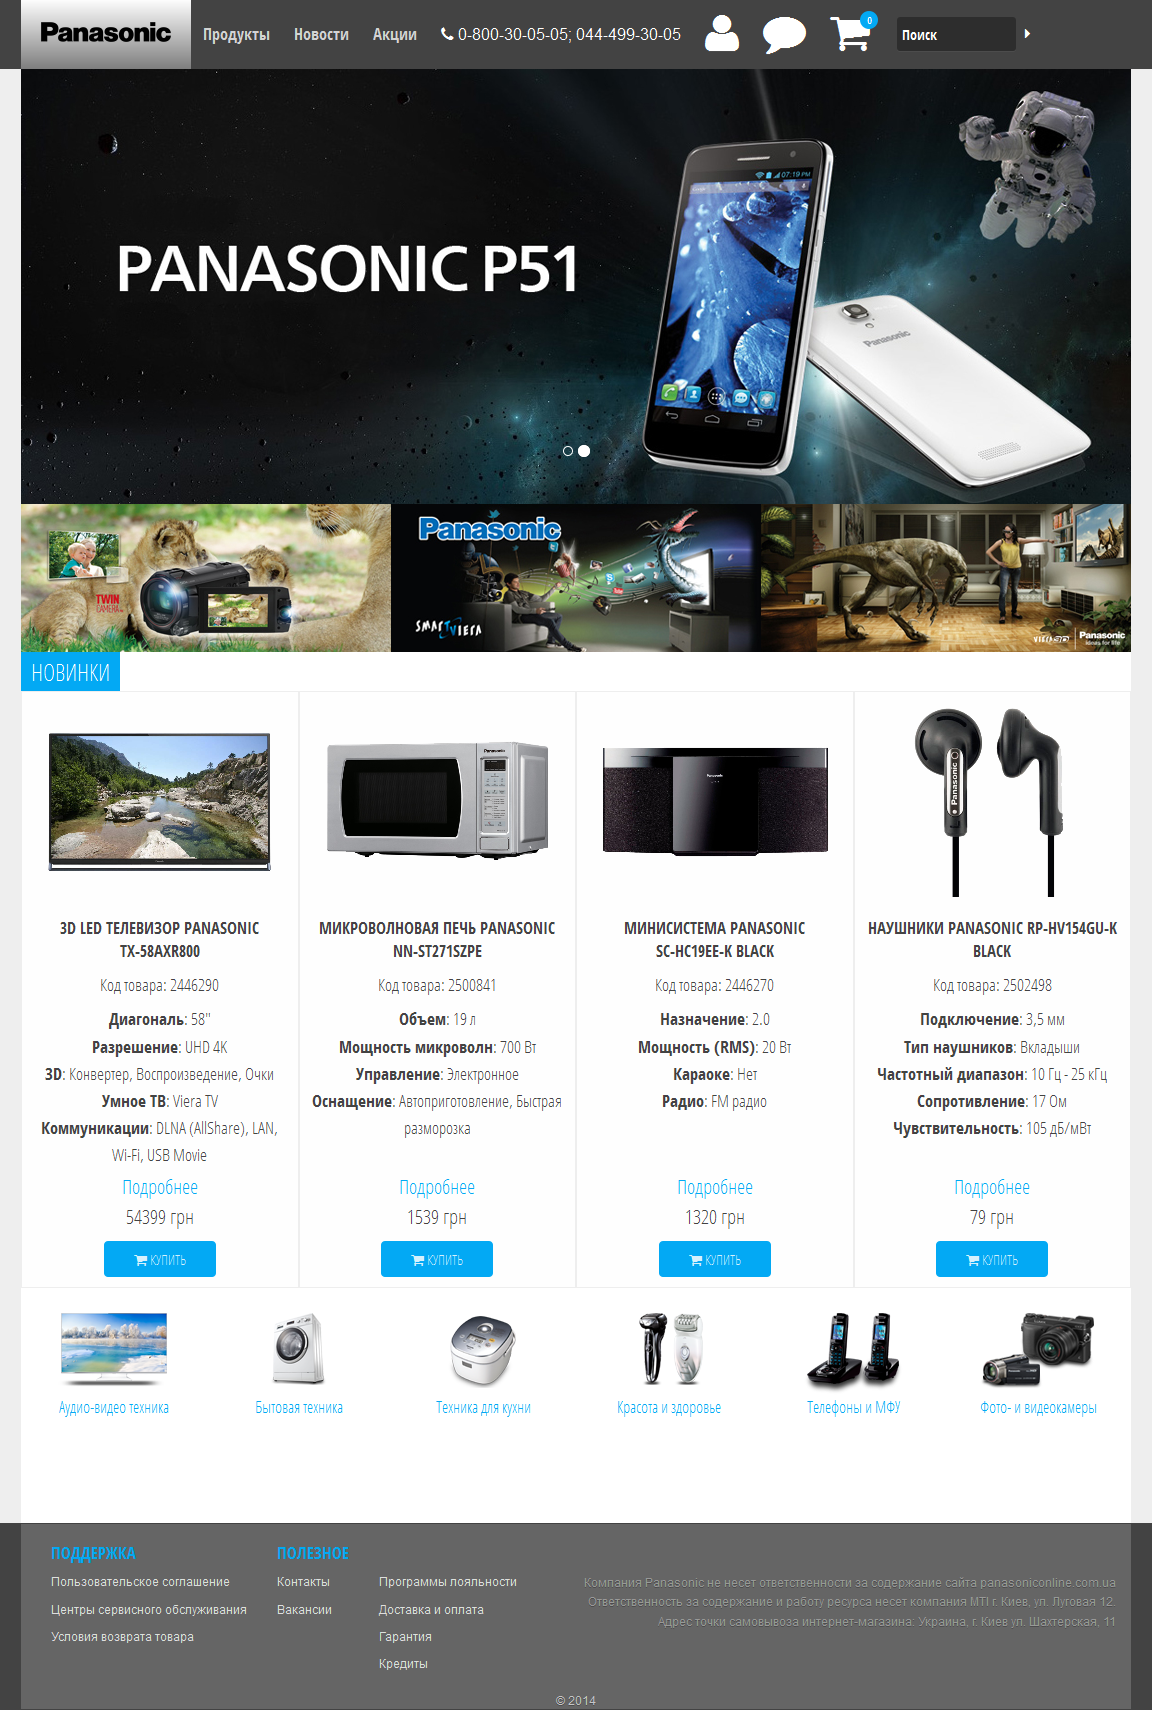 Panasonic
Продукты
Новости
Акции
0-800-30-05-05; 044-499-30-05
0
Поиск
07:19 PM
PANASONIC P51
Panasonic
TWIN
CAMERA
Panasonic
SMART VIERA
Panasonic
ideas for life
НОВИНКИ
Panasonic
3D LED ТЕЛЕВИЗОР PANASONIC
TX-58AXR800
Код товара: 2446290
Диагональ: 58"
Разрешение: UHD 4K
3D: Конвертер, Воспроизведение, Очки
Умное ТВ: Viera TV
Коммуникации: DLNA (AllShare), LAN,
Wi-Fi, USB Movie
Подробнее
54399 грн
КУПИТЬ
МИКРОВОЛНОВАЯ ПЕЧЬ PANASONIC
NN-ST271SZPE
Код товара: 2500841
Объем: 19 л
Мощность микроволн: 700 Вт
Управление: Электронное
Оснащение: Автоприготовление, Быстрая
разморозка
Подробнее
1539 грн
КУПИТЬ
МИНИСИСТЕМА PANASONIC
SC-HC19EE-K BLACK
Код товара: 2446270
Назначение: 2.0
Мощность (RMS): 20 Вт
Караоке: Нет
Радио: FM радио
Подробнее
1320 грн
КУПИТЬ
НАУШНИКИ PANASONIC RP-HV154GU-K
BLACK
Код товара: 2502498
Подключение: 3,5 мм
Тип наушников: Вкладыши
Частотный диапазон: 10 Гц - 25 кГц
Сопротивление: 17 Ом
Чувствительность: 105 дБ/мВт
Подробнее
79 грн
КУПИТЬ
Аудио-видео техника
Бытовая техника
Техника для кухни
Красота и здоровье
Телефоны и МФУ
Фото- и видеокамеры
ПОДДЕРЖКА
Пользовательское соглашение
Центры сервисного обслуживания
Условия возврата товара
ПОЛЕЗНОЕ
Контакты
Вакансии
Программы лояльности
Доставка и оплата
Гарантия
Кредиты
Компания Panasonic не несет ответственности за содержание сайта panasoniconline.com.ua
Ответственность за содержание и работу ресурса несет компания MTI г. Киев, ул. Луговая 12.
Адрес точки самовывоза интернет-магазина: Украина, г. Киев ул. Шахтерская, 11
© 2014